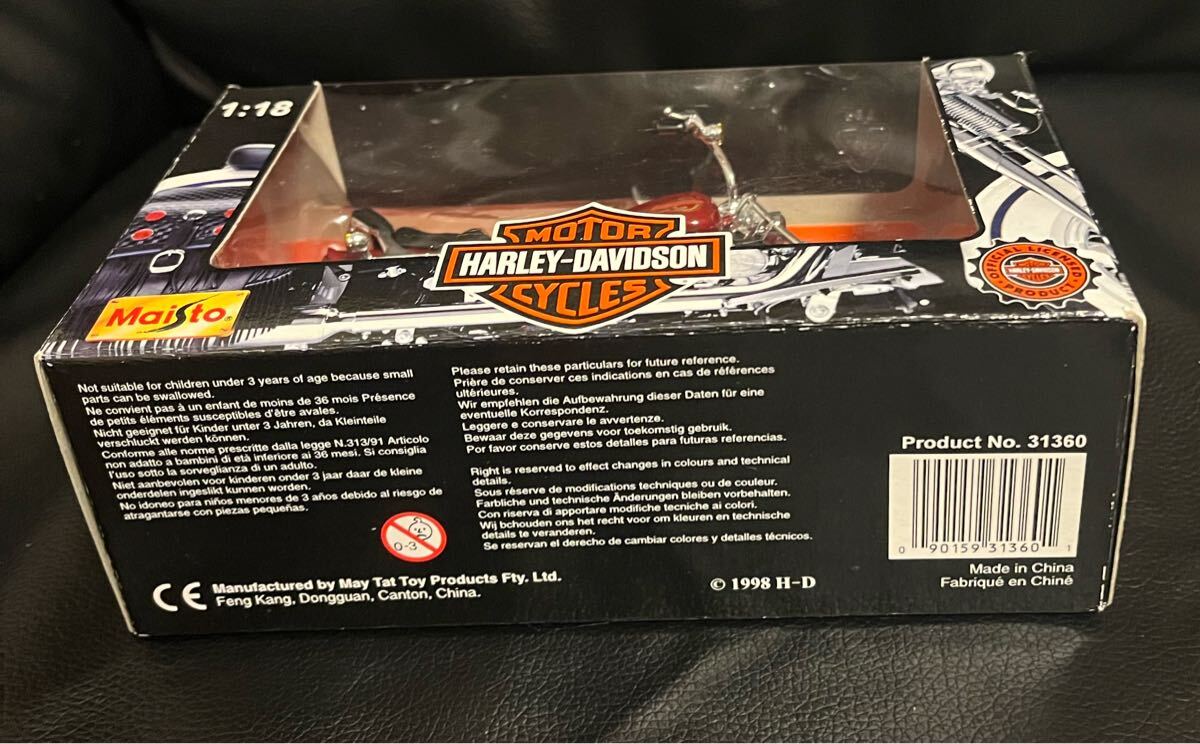 1:18
MOTOR
HARLEY-DAVIDSON
CYCLES
OFFICIAL LICENSED
HARLEY-DAVIDSON
PRODUCT
Maisto®
Not suitable for children under 3 years of age because small
parts can be swallowed.
Ne convient pas à un enfant de moins de 36 mois Présence
de petits éléments susceptibles d'être avales.
Nicht geeignet für Kinder unter 3 Jahren, da Kleinteile
verschluckt werden können.
Conforme alle norme prescritte dalla legge N.313/91 Articolo
non adatto a bambini di età inferiore ai 36 mesi. Si consiglia
l'uso sotto la sorveglianza di un adulto.
Niet aanbevolen voor kinderen onder 3 jaar daar de kleine
onderdelen ingeslikt kunnen worden.
No idoneo para niños menores de 3 años debido al riesgo de
atragantarse con piezas pequeñas.
0-3
CE Manufactured by May Tat Toy Products Fty. Ltd.
Feng Kang, Dongguan, Canton, China.
Please retain these particulars for future reference.
Prière de conserver ces indications en cas de références
ultérieures.
Wir empfehlen die Aufbewahrung dieser Daten für eine
eventuelle Korrespondenz.
Leggere e conservare le avvertenze.
Bewaar deze gegevens voor toekomstig gebruik.
Por favor conserve estos detalles para futuras referencias.
Right is reserved to effect changes in colours and technical
details.
Sous réserve de modifications techniques ou de couleur.
Farbliche und technische Änderungen bleiben vorbehalten.
Con riserva di apportare modifiche tecniche ai colori.
Wij bchouden ons het recht voor om kleuren en technische
details te veranderen.
Se reservan el derecho de cambiar colores y detalles técnicos.
© 1998 H-D
Product No. 31360
0 90159 31360 1
Made in China
Fabriqué en Chiné